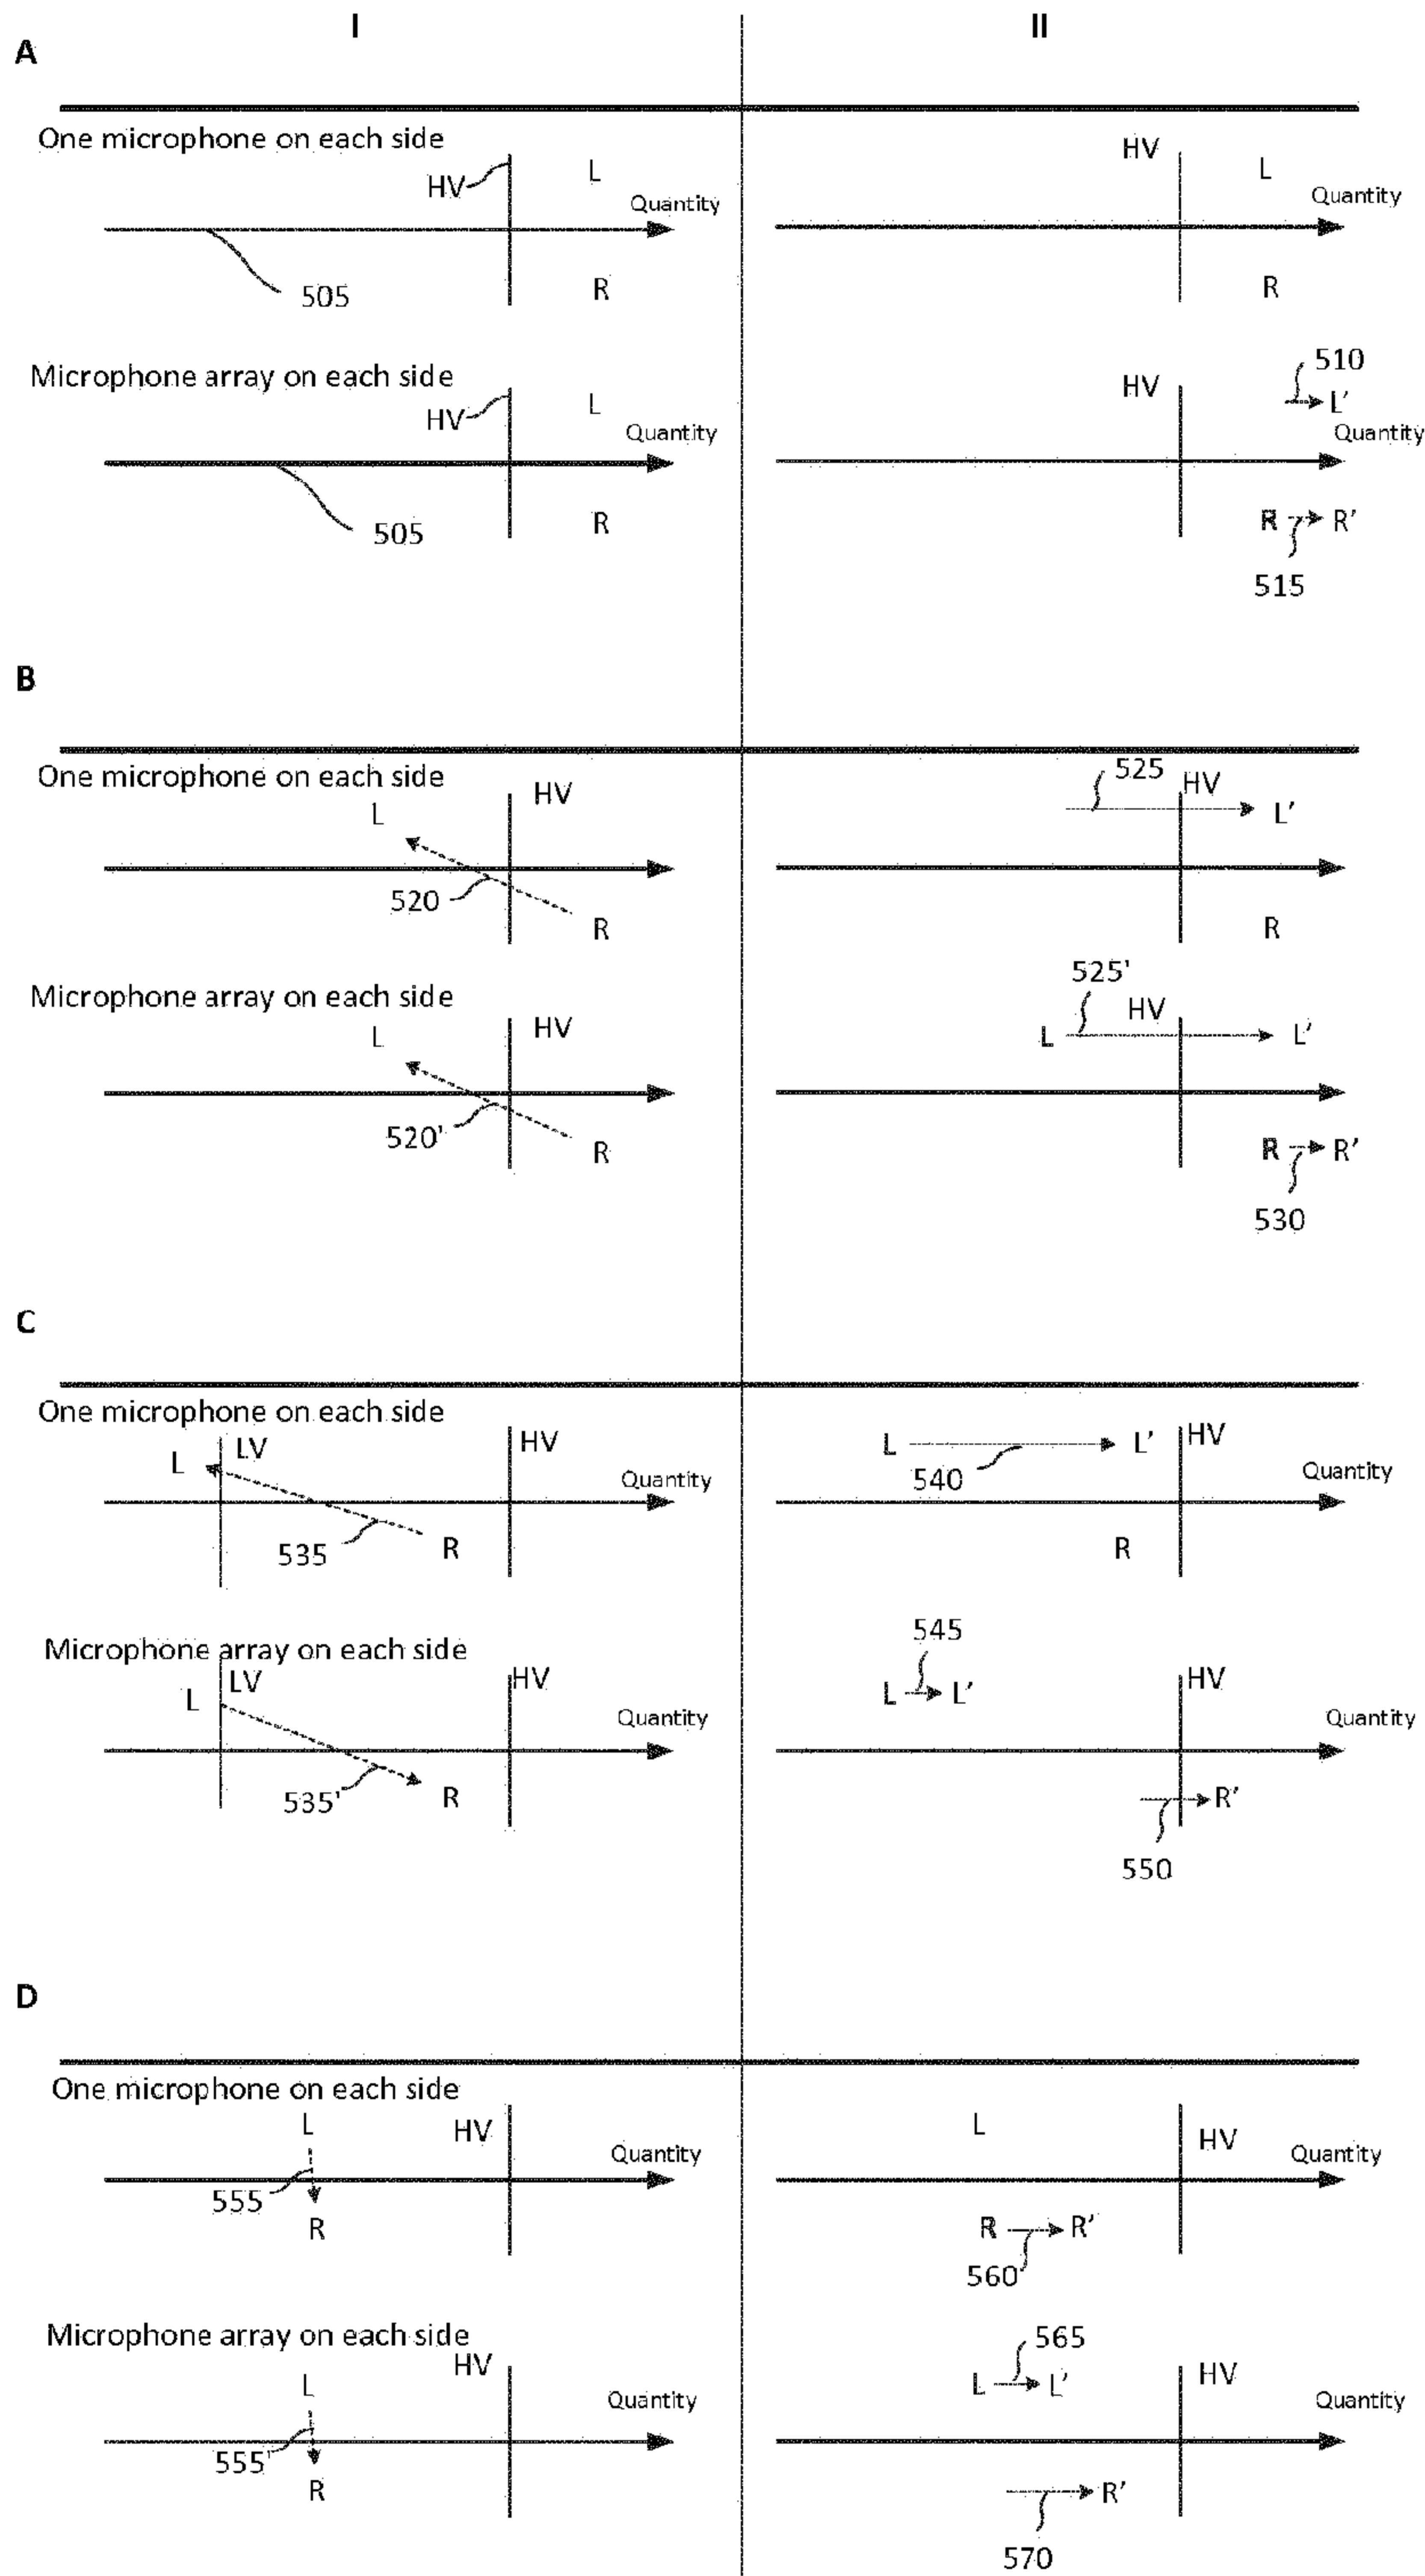 I
II
A
One microphone on each side
HV
L
Quantity
R
505
HV
L
Quantity
R
Microphone array on each side
HV
L
Quantity
R
505
HV
510
L'
Quantity
R
R'
515
B
One microphone on each side
L
HV
520
R
525
HV
L'
R
Microphone array on each side
L
HV
520'
R
525'
L
HV
L'
R
R'
530
C
One microphone on each side
L
LV
HV
Quantity
535
R
L
L'
HV
540
Quantity
R
Microphone array on each side
L
LV
HV
Quantity
535'
R
545
L
L'
HV
Quantity
R'
550
D
One microphone on each side
L
HV
Quantity
555
R
L
HV
Quantity
R
R'
560
Microphone array on each side
L
HV
Quantity
555'
R
565
L
L'
HV
Quantity
R'
570